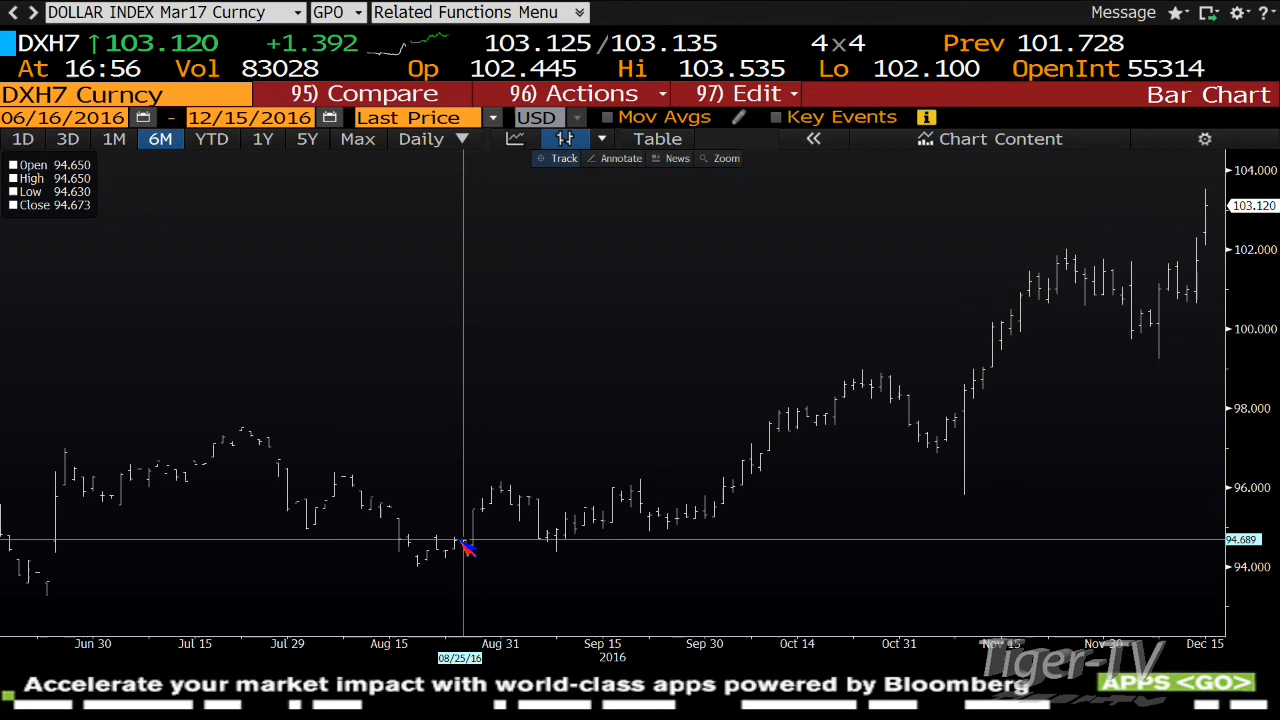 DOLLAR INDEX Mar17 Curncy GPO Related Functions Menu Message
DXH7 ↑103.120 +1.392 103.125/103.135 4x4 Prev 101.728
At 16:56 Vol 83028 Op 102.445 Hi 103.535 Lo 102.100 OpenInt 55314
DXH7 Curncy 95) Compare 96) Actions 97) Edit Bar Chart
06/16/2016 - 12/15/2016 Last Price USD Mov Avgs Key Events
1D 3D 1M 6M YTD 1Y 5Y Max Daily ▼ Table « Chart Content
Track Annotate News Zoom
Open 94.650
High 94.650
Low 94.630
Close 94.673
104.000
103.120
102.000
100.000
98.000
96.000
94.689
94.000
Jun 30 Jul 15 Jul 29 Aug 15 Aug 31 Sep 15 Sep 30 Oct 14 Oct 31 Nov 15 Nov 30 Dec 15
08/25/16 2016
Tiger-TV
Accelerate your market impact with world-class apps powered by Bloomberg APPS <GO>